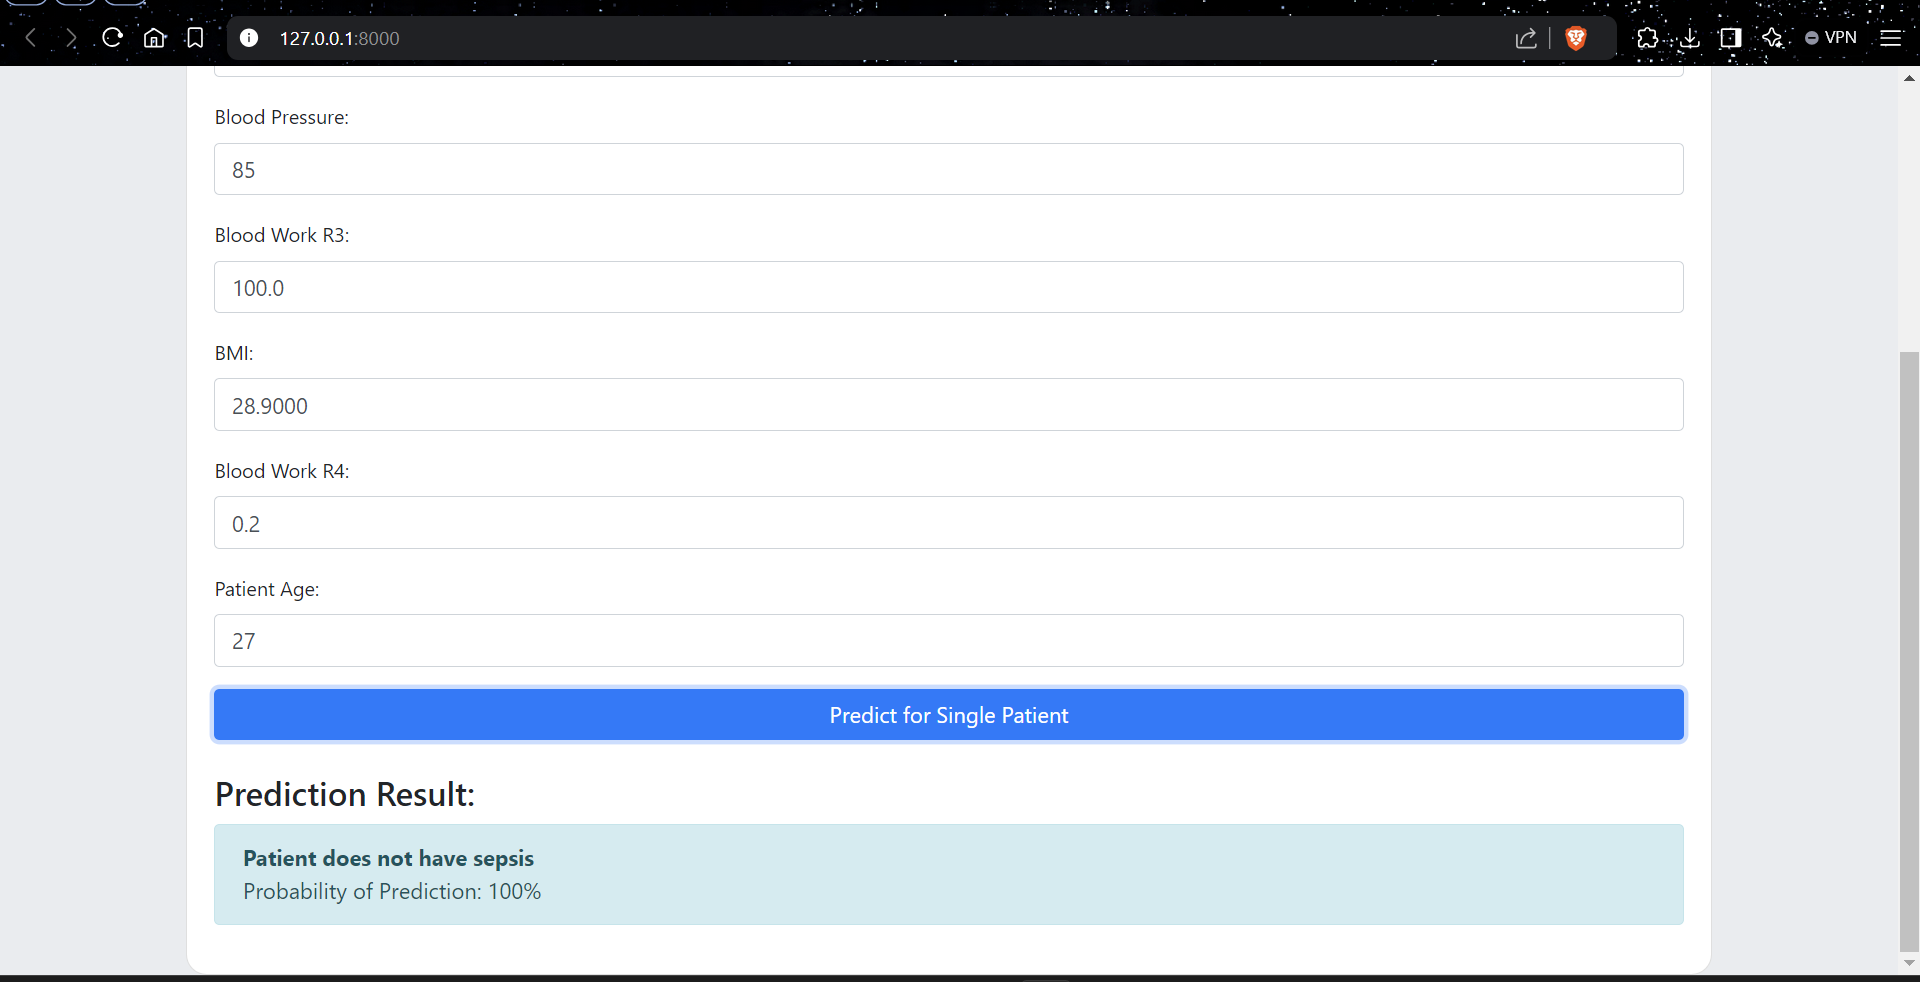 127.0.0.1:8000
VPN
Blood Pressure:
85
Blood Work R3:
100.0
BMI:
28.9000
Blood Work R4:
0.2
Patient Age:
27
Predict for Single Patient
Prediction Result:
Patient does not have sepsis
Probability of Prediction: 100%